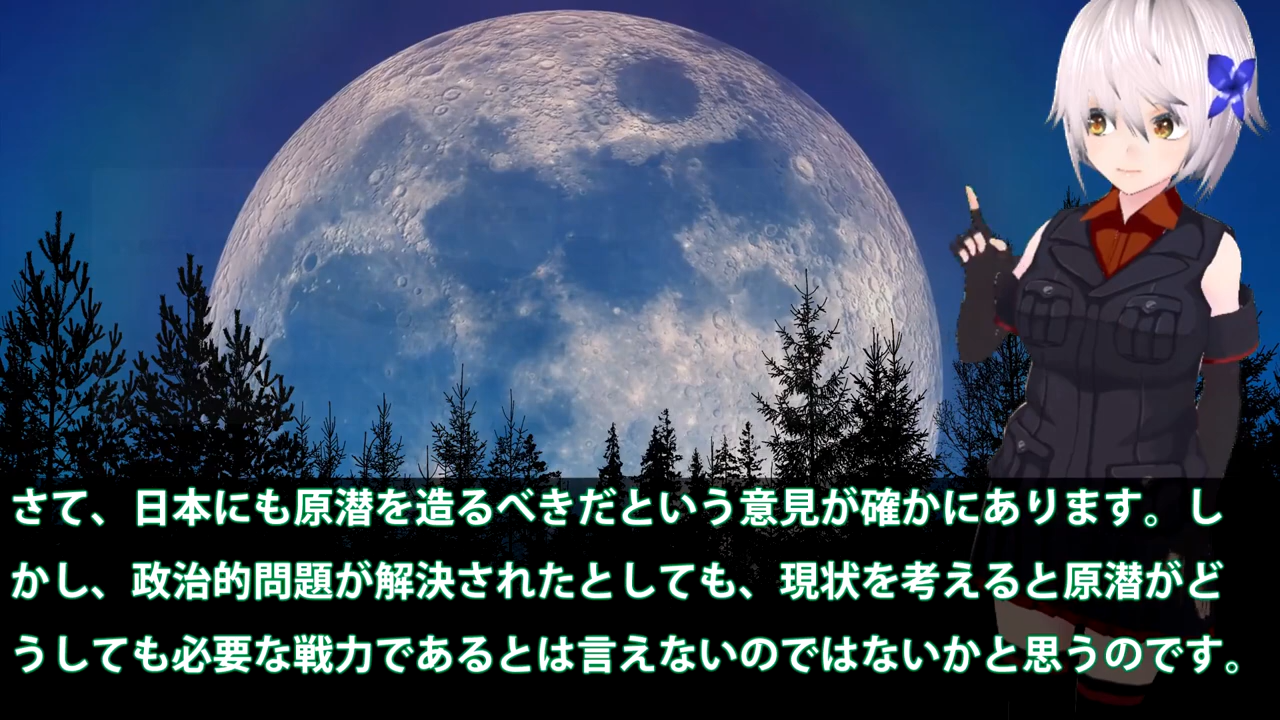 さて、日本にも原潜を造るべきだという意見が確かにあります。し
かし、政治的問題が解決されたとしても、現状を考えると原潜がど
うしても必要な戦力であるとは言えないのではないかと思うのです。